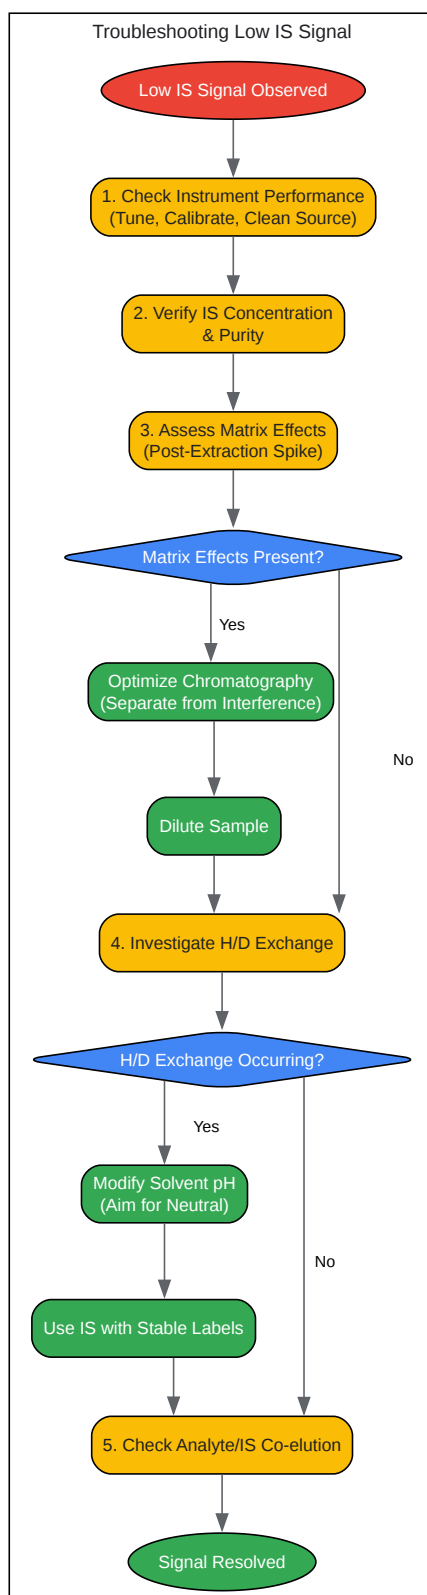 Troubleshooting Low IS Signal
Low IS Signal Observed
1. Check Instrument Performance
(Tune, Calibrate, Clean Source)
2. Verify IS Concentration
& Purity
3. Assess Matrix Effects
(Post-Extraction Spike)
Matrix Effects Present?
Yes
Optimize Chromatography
(Separate from Interference)
No
Dilute Sample
4. Investigate H/D Exchange
H/D Exchange Occurring?
Yes
Modify Solvent pH
(Aim for Neutral)
No
Use IS with Stable Labels
5. Check Analyte/IS Co-elution
Signal Resolved